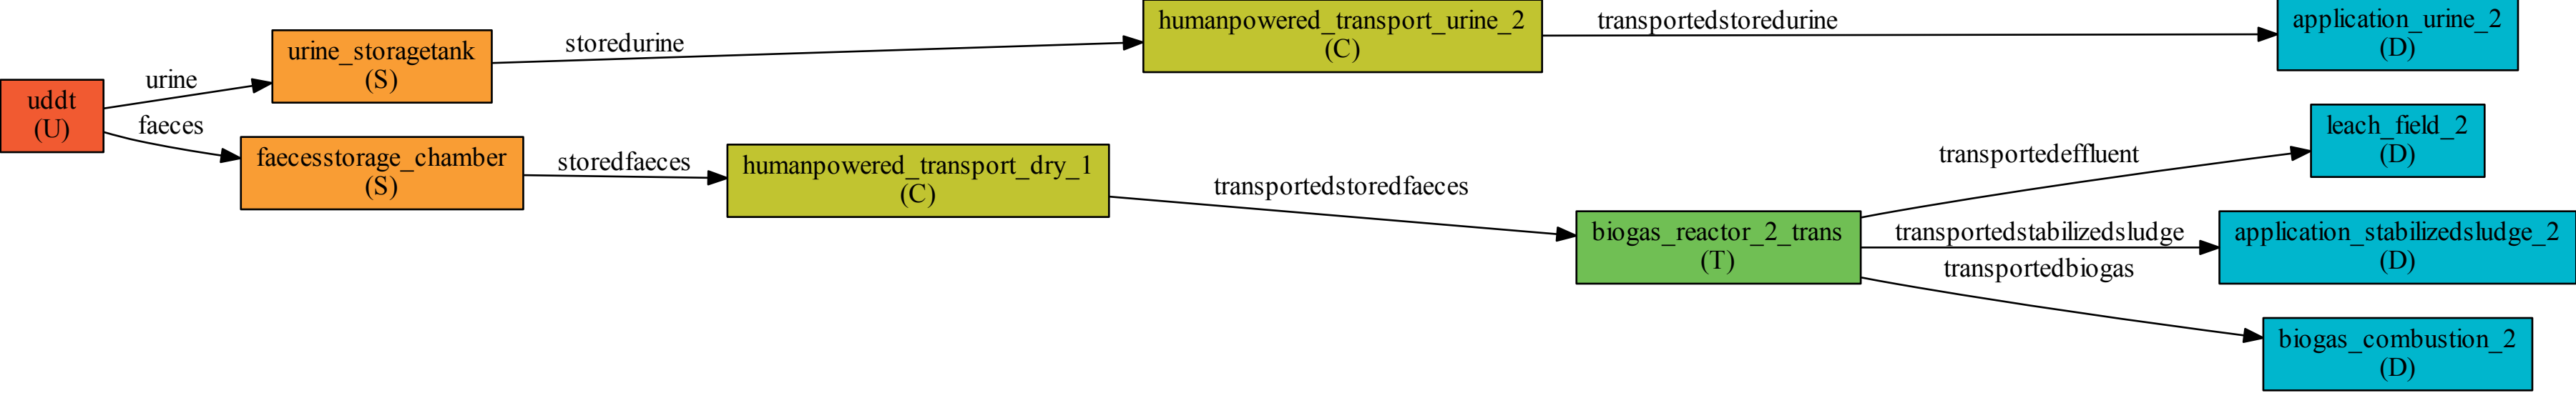 uddt
(U)
urine
faeces
urine_storagetank
(S)
faecesstorage_chamber
(S)
storedurine
storedfaeces
humanpowered_transport_dry_1
(C)
humanpowered_transport_urine_2
(C)
transportedstoredurine
transportedstoredfaeces
biogas_reactor_2_trans
(T)
transportedeffluent
transportedstabilizedsludge
transportedbiogas
application_urine_2
(D)
leach_field_2
(D)
application_stabilizedsludge_2
(D)
biogas_combustion_2
(D)